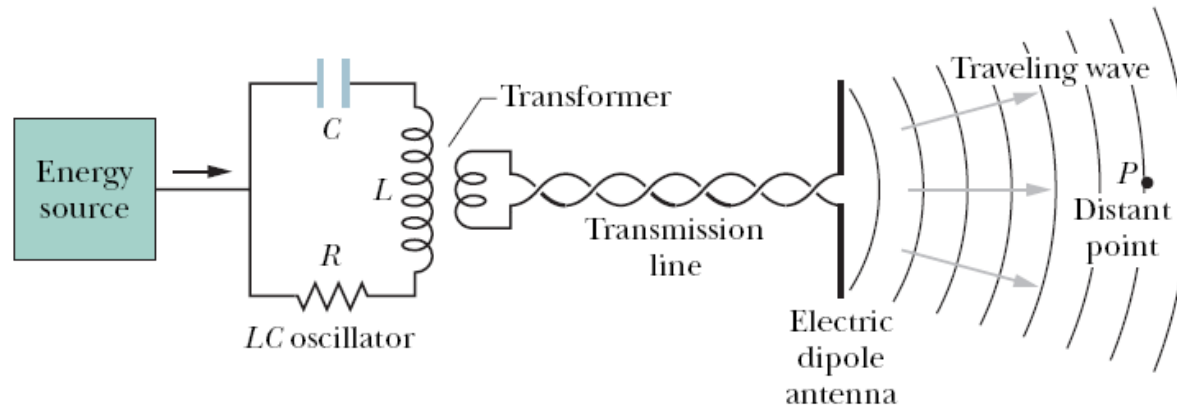 Energy
source
C
L
R
LC oscillator
Transformer
Transmission
line
Electric
dipole
antenna
Traveling wave
P
Distant
point